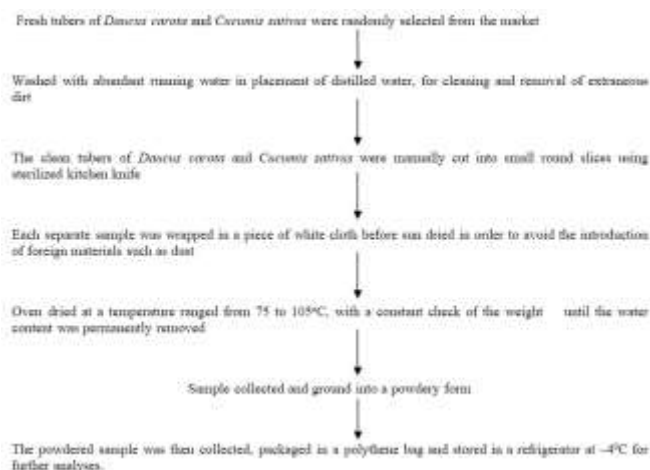 Fresh tubers of Daucus carota and Cucumis sativus were randomly selected from the market
Washed with abundant running water in placement of distilled water, for cleaning and removal of extraneous
dirt
The clean tubers of Daucus carota and Cucumis sativus were manually cut into small round slices using
sterilized kitchen knife
Each separate sample was wrapped in a piece of white cloth before sun dried in order to avoid the introduction
of foreign materials such as dust
Oven dried at a temperature ranged from 75 to 105°C, with a constant check of the weight until the water
content was permanently removed
Sample collected and ground into a powdery form
The powdered sample was then collected, packaged in a polythene bag and stored in a refrigerator at –4°C for
further analyses.